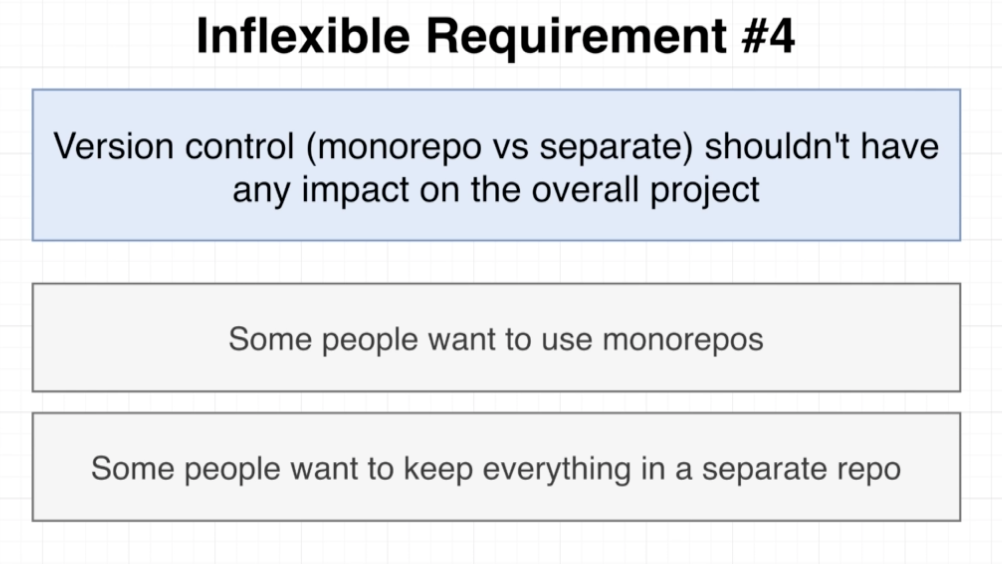 Inflexible Requirement #4
Version control (monorepo vs separate) shouldn't have
any impact on the overall project
Some people want to use monorepos
Some people want to keep everything in a separate repo